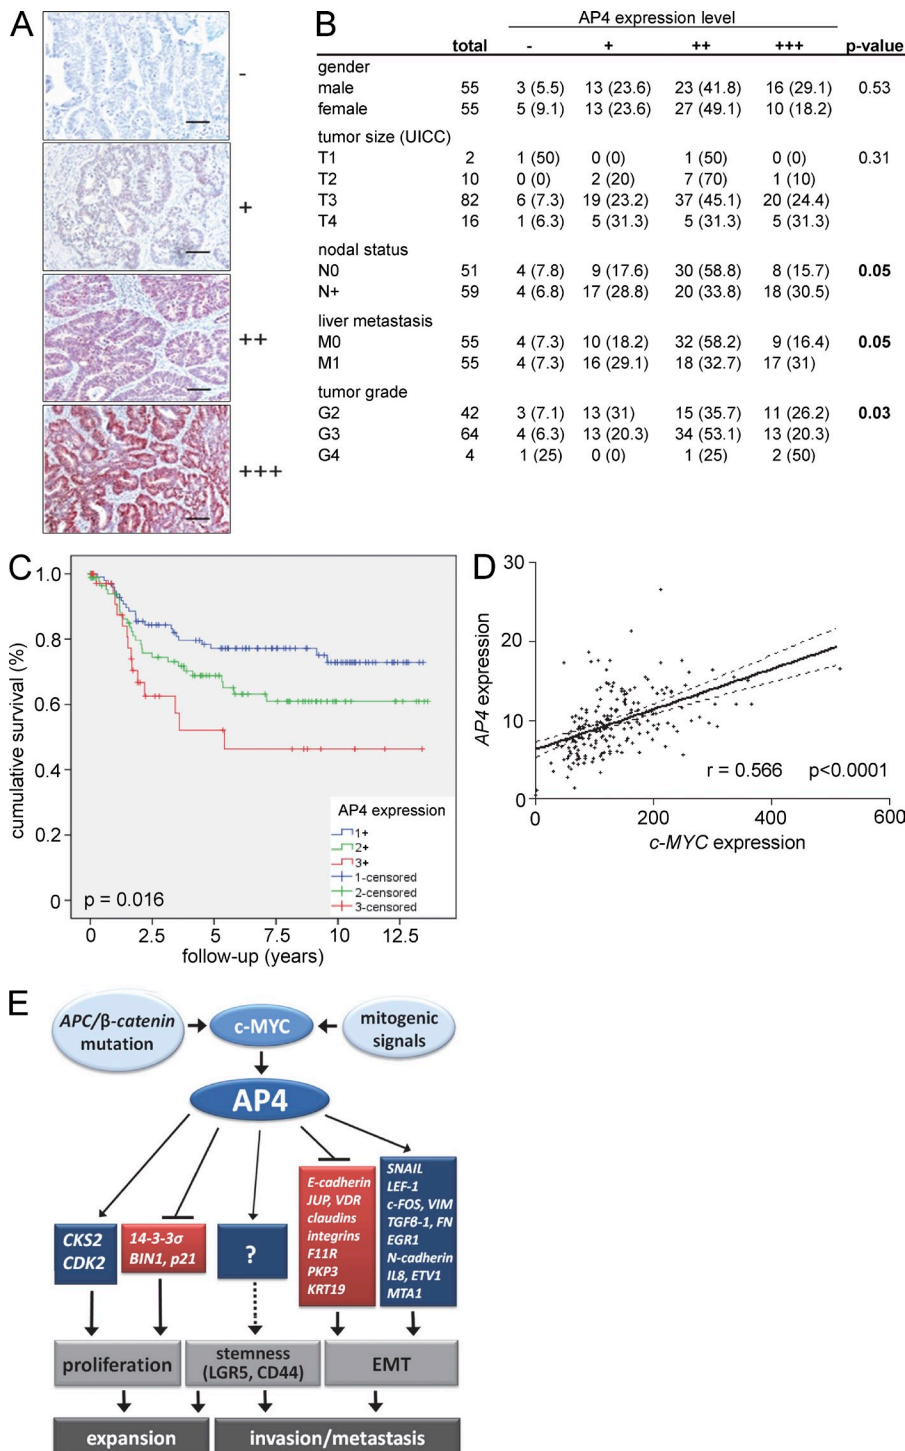 A
-
+
++
+++
B
AP4 expression level
total - + ++ +++ p-value
gender
male 55 3 (5.5) 13 (23.6) 23 (41.8) 16 (29.1) 0.53
female 55 5 (9.1) 13 (23.6) 27 (49.1) 10 (18.2)
tumor size (UICC)
T1 2 1 (50) 0 (0) 1 (50) 0 (0) 0.31
T2 10 0 (0) 2 (20) 7 (70) 1 (10)
T3 82 6 (7.3) 19 (23.2) 37 (45.1) 20 (24.4)
T4 16 1 (6.3) 5 (31.3) 5 (31.3) 5 (31.3)
nodal status
N0 51 4 (7.8) 9 (17.6) 30 (58.8) 8 (15.7) 0.05
N+ 59 4 (6.8) 17 (28.8) 20 (33.8) 18 (30.5)
liver metastasis
M0 55 4 (7.3) 10 (18.2) 32 (58.2) 9 (16.4) 0.05
M1 55 4 (7.3) 16 (29.1) 18 (32.7) 17 (31)
tumor grade
G2 42 3 (7.1) 13 (31) 15 (35.7) 11 (26.2) 0.03
G3 64 4 (6.3) 13 (20.3) 34 (53.1) 13 (20.3)
G4 4 1 (25) 0 (0) 1 (25) 2 (50)
C
cumulative survival (%)
1.0
0.8
0.6
0.4
0.2
0
AP4 expression
1+
2+
3+
1-censored
2-censored
3-censored
p = 0.016
0 2.5 5 7.5 10 12.5
follow-up (years)
D
AP4 expression
30
20
10
0
r = 0.566 p<0.0001
0 200 400 600
c-MYC expression
E
APC/β-catenin
mutation
c-MYC
mitogenic
signals
AP4
CKS2
CDK2
14-3-3σ
BIN1, p21
?
E-cadherin
JUP, VDR
claudins
integrins
F11R
PKP3
KRT19
SNAIL
LEF-1
c-FOS, VIM
TGFβ-1, FN
EGR1
N-cadherin
IL8, ETV1
MTA1
proliferation
stemness
(LGR5, CD44)
EMT
expansion
invasion/metastasis